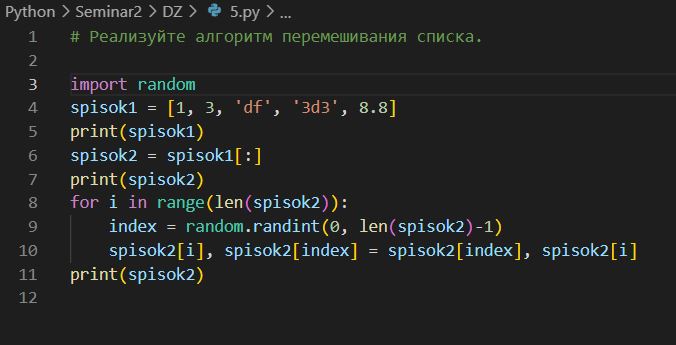 Python > Seminar2 > DZ > 5.py > ...
1 # Реализуйте алгоритм перемешивания списка.
2
3 import random
4 spisok1 = [1, 3, 'df', '3d3', 8.8]
5 print(spisok1)
6 spisok2 = spisok1[:]
7 print(spisok2)
8 for i in range(len(spisok2)):
9     index = random.randint(0, len(spisok2)-1)
10     spisok2[i], spisok2[index] = spisok2[index], spisok2[i]
11 print(spisok2)
12